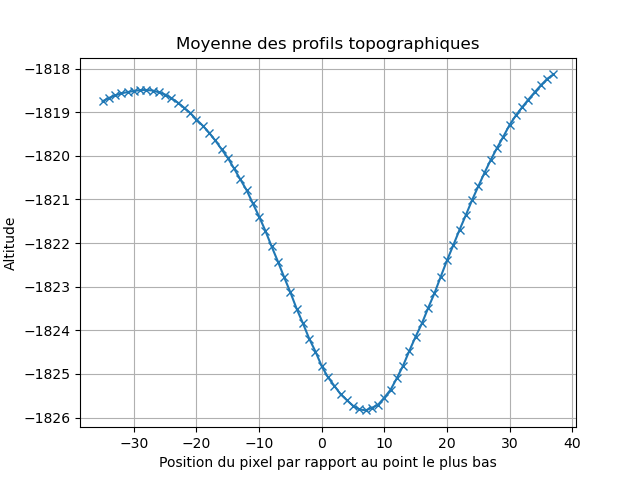 Moyenne des profils topographiques
Altitude
−1818
−1819
−1820
−1821
−1822
−1823
−1824
−1825
−1826
−30 −20 −10 0 10 20 30 40
Position du pixel par rapport au point le plus bas